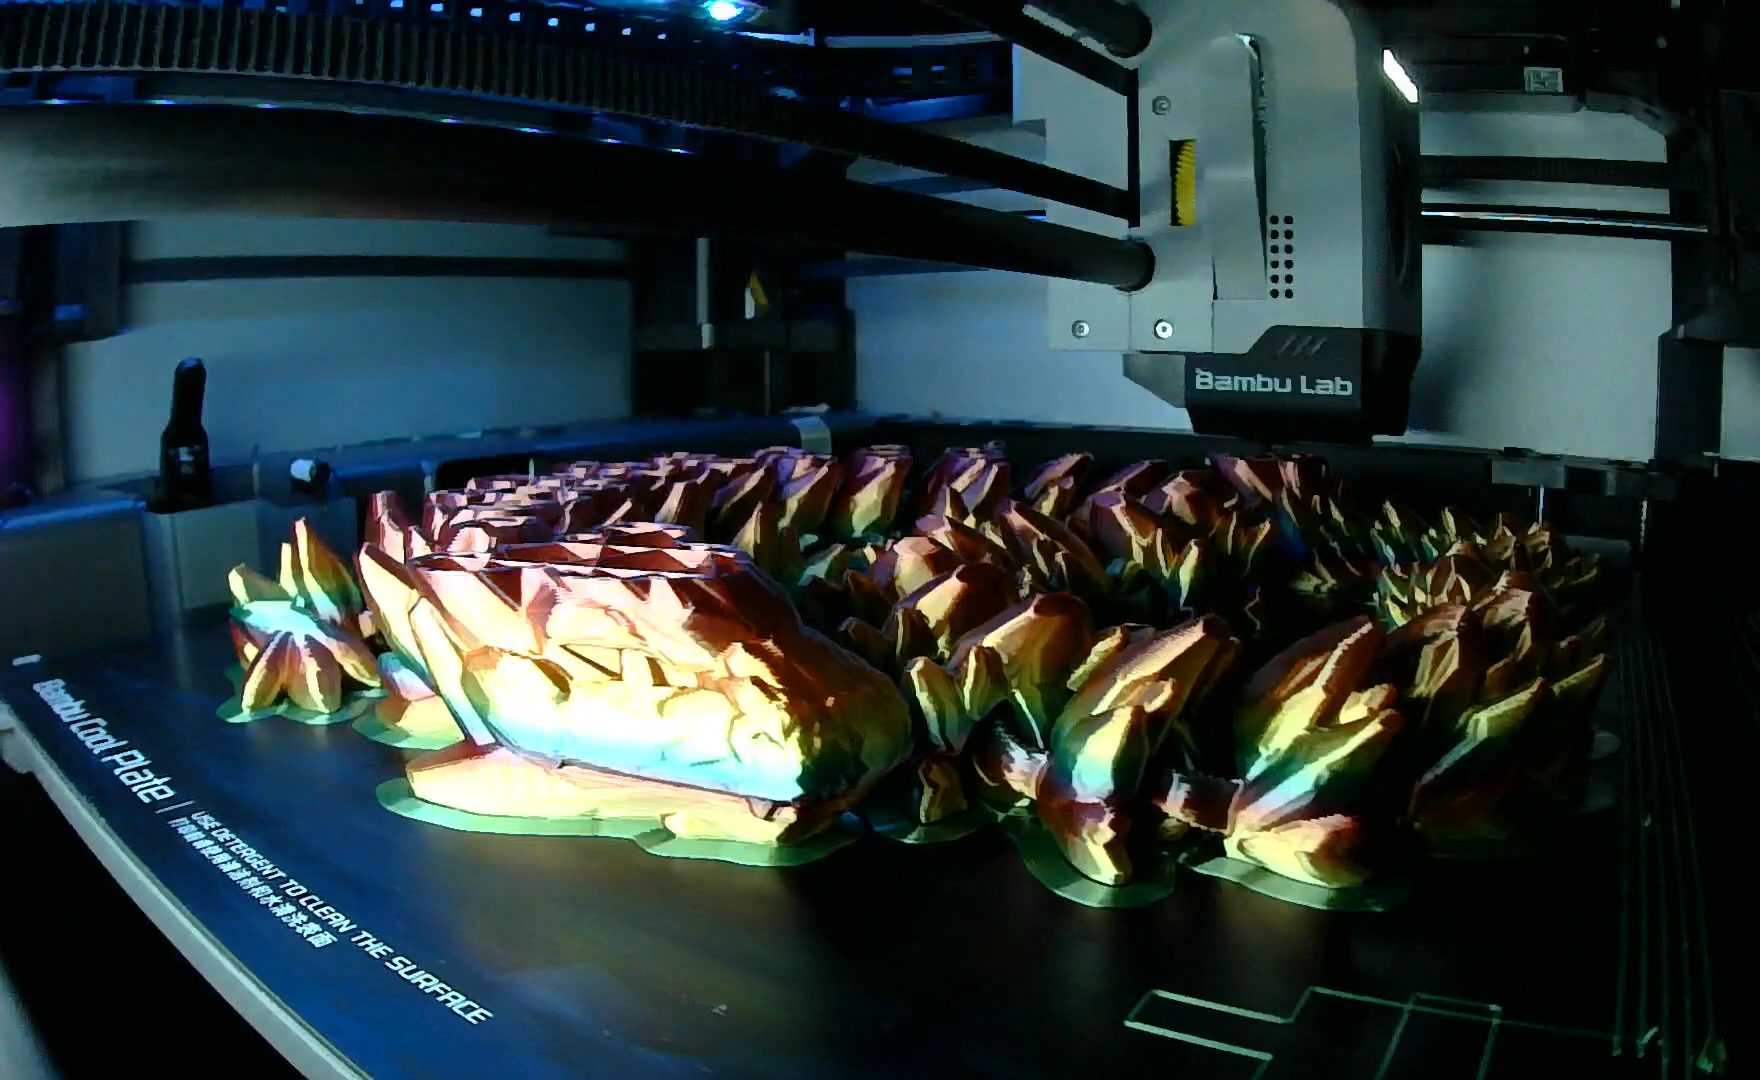 Bambu Lab
Bambu Cool Plate
USE DETERGENT TO CLEAN THE SURFACE